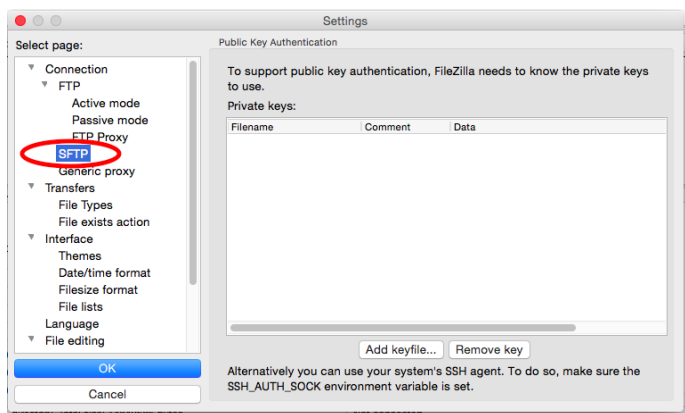 Settings
Select page:
Connection
FTP
Active mode
Passive mode
FTP Proxy
SFTP
Generic proxy
Transfers
File Types
File exists action
Interface
Themes
Date/time format
Filesize format
File lists
Language
File editing
OK
Cancel
Public Key Authentication
To support public key authentication, FileZilla needs to know the private keys
to use.
Private keys:
Filename Comment Data
Add keyfile... Remove key
Alternatively you can use your system's SSH agent. To do so, make sure the
SSH_AUTH_SOCK environment variable is set.